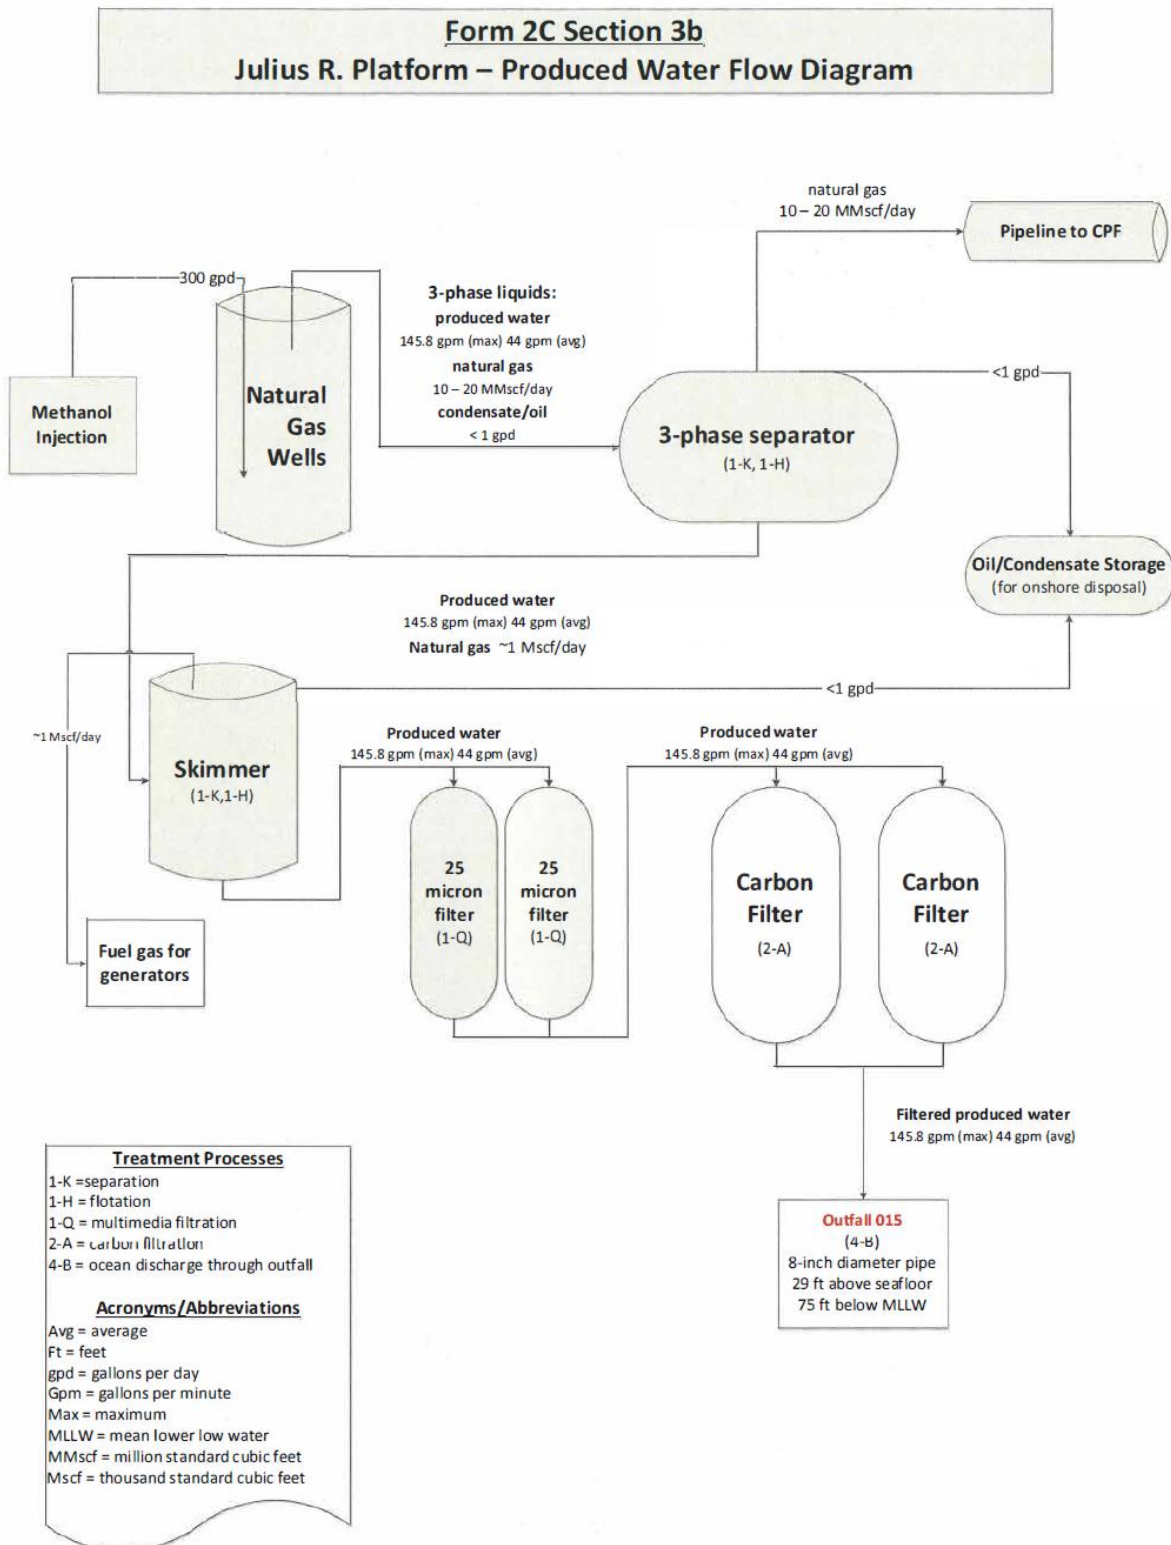 Form 2C Section 3b
Julius R. Platform – Produced Water Flow Diagram
natural gas
10 – 20 MMscf/day
Pipeline to CPF
300 gpd
3-phase liquids:
produced water
145.8 gpm (max) 44 gpm (avg)
natural gas
10 – 20 MMscf/day
condensate/oil
< 1 gpd
Methanol
Injection
Natural
Gas
Wells
3-phase separator
(1-K, 1-H)
<1 gpd
Oil/Condensate Storage
(for onshore disposal)
Produced water
145.8 gpm (max) 44 gpm (avg)
Natural gas ~1 Mscf/day
<1 gpd
~1 Mscf/day
Skimmer
(1-K,1-H)
Produced water
145.8 gpm (max) 44 gpm (avg)
Produced water
145.8 gpm (max) 44 gpm (avg)
25
micron
filter
(1-Q)
25
micron
filter
(1-Q)
Carbon
Filter
(2-A)
Carbon
Filter
(2-A)
Fuel gas for
generators
Filtered produced water
145.8 gpm (max) 44 gpm (avg)
Outfall 015
(4-B)
8-inch diameter pipe
29 ft above seafloor
75 ft below MLLW
Treatment Processes
1-K =separation
1-H = flotation
1-Q = multimedia filtration
2-A = carbon filtration
4-B = ocean discharge through outfall
Acronyms/Abbreviations
Avg = average
Ft = feet
gpd = gallons per day
Gpm = gallons per minute
Max = maximum
MLLW = mean lower low water
MMscf = million standard cubic feet
Mscf = thousand standard cubic feet